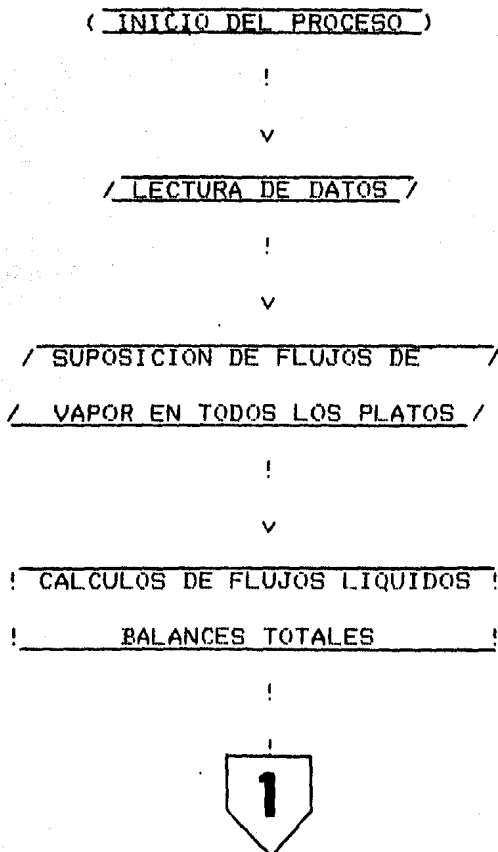 ( INICIO DEL PROCESO )
!
v
/ LECTURA DE DATOS /
!
v
/ SUPOSICION DE FLUJOS DE /
/ VAPOR EN TODOS LOS PLATOS /
!
v
! CALCULOS DE FLUJOS LIQUIDOS !
! BALANCES TOTALES !
!
!
1